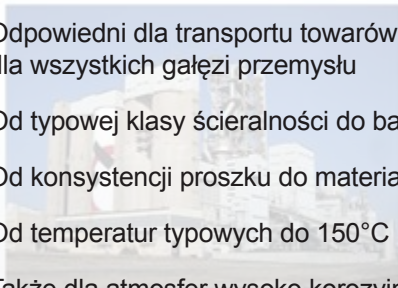 Odpowiedni dla transportu towarów
dla wszystkich gałęzi przemysłu
Od typowej klasy ścieralności do
Od konsystencji proszku do
Od temperatur typowych do 150°C
Także dla atmosfer wysoko